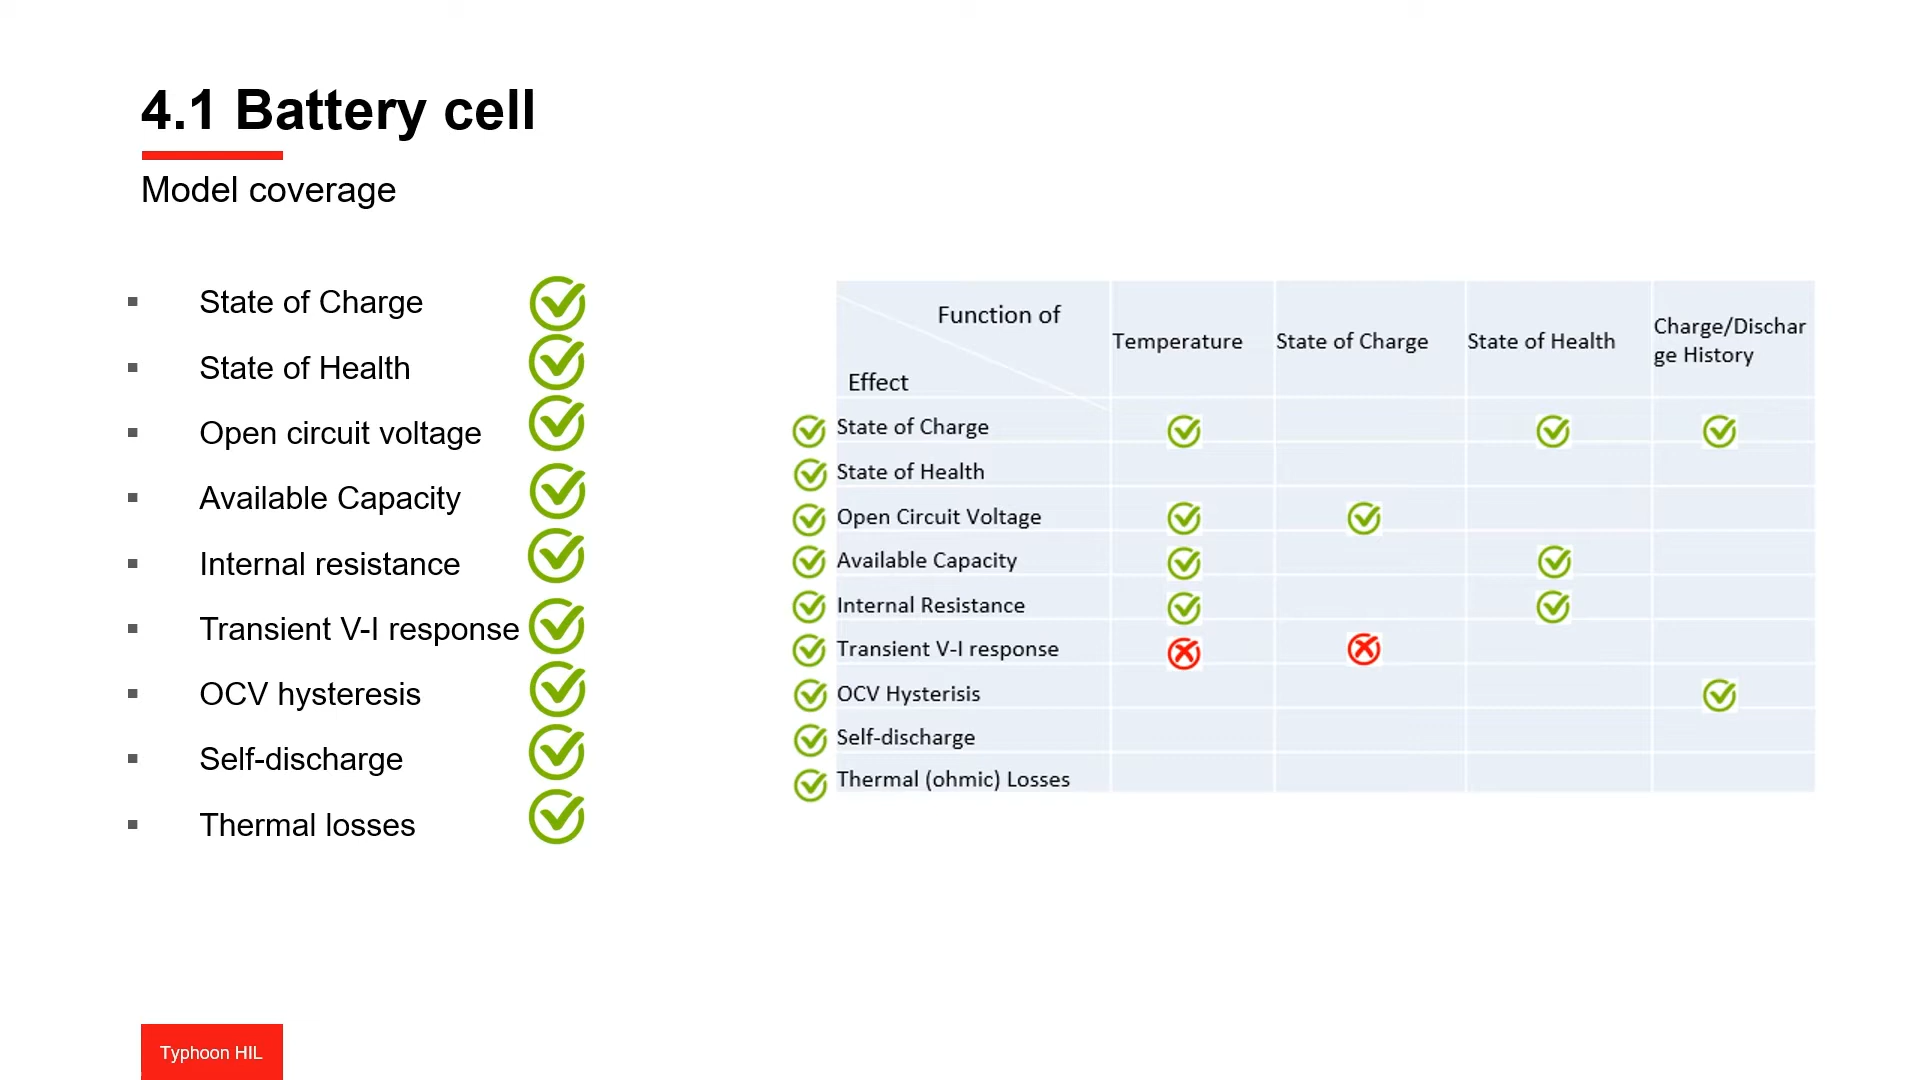 4.1 Battery cell
Model coverage
State of Charge
State of Health
Open circuit voltage
Available Capacity
Internal resistance
Transient V-I response
OCV hysteresis
Self-discharge
Thermal losses
Function of
Effect
Temperature
State of Charge
State of Health
Charge/Dischar
ge History
State of Charge
State of Health
Open Circuit Voltage
Available Capacity
Internal Resistance
Transient V-I response
OCV Hysterisis
Self-discharge
Thermal (ohmic) Losses
Typhoon HIL